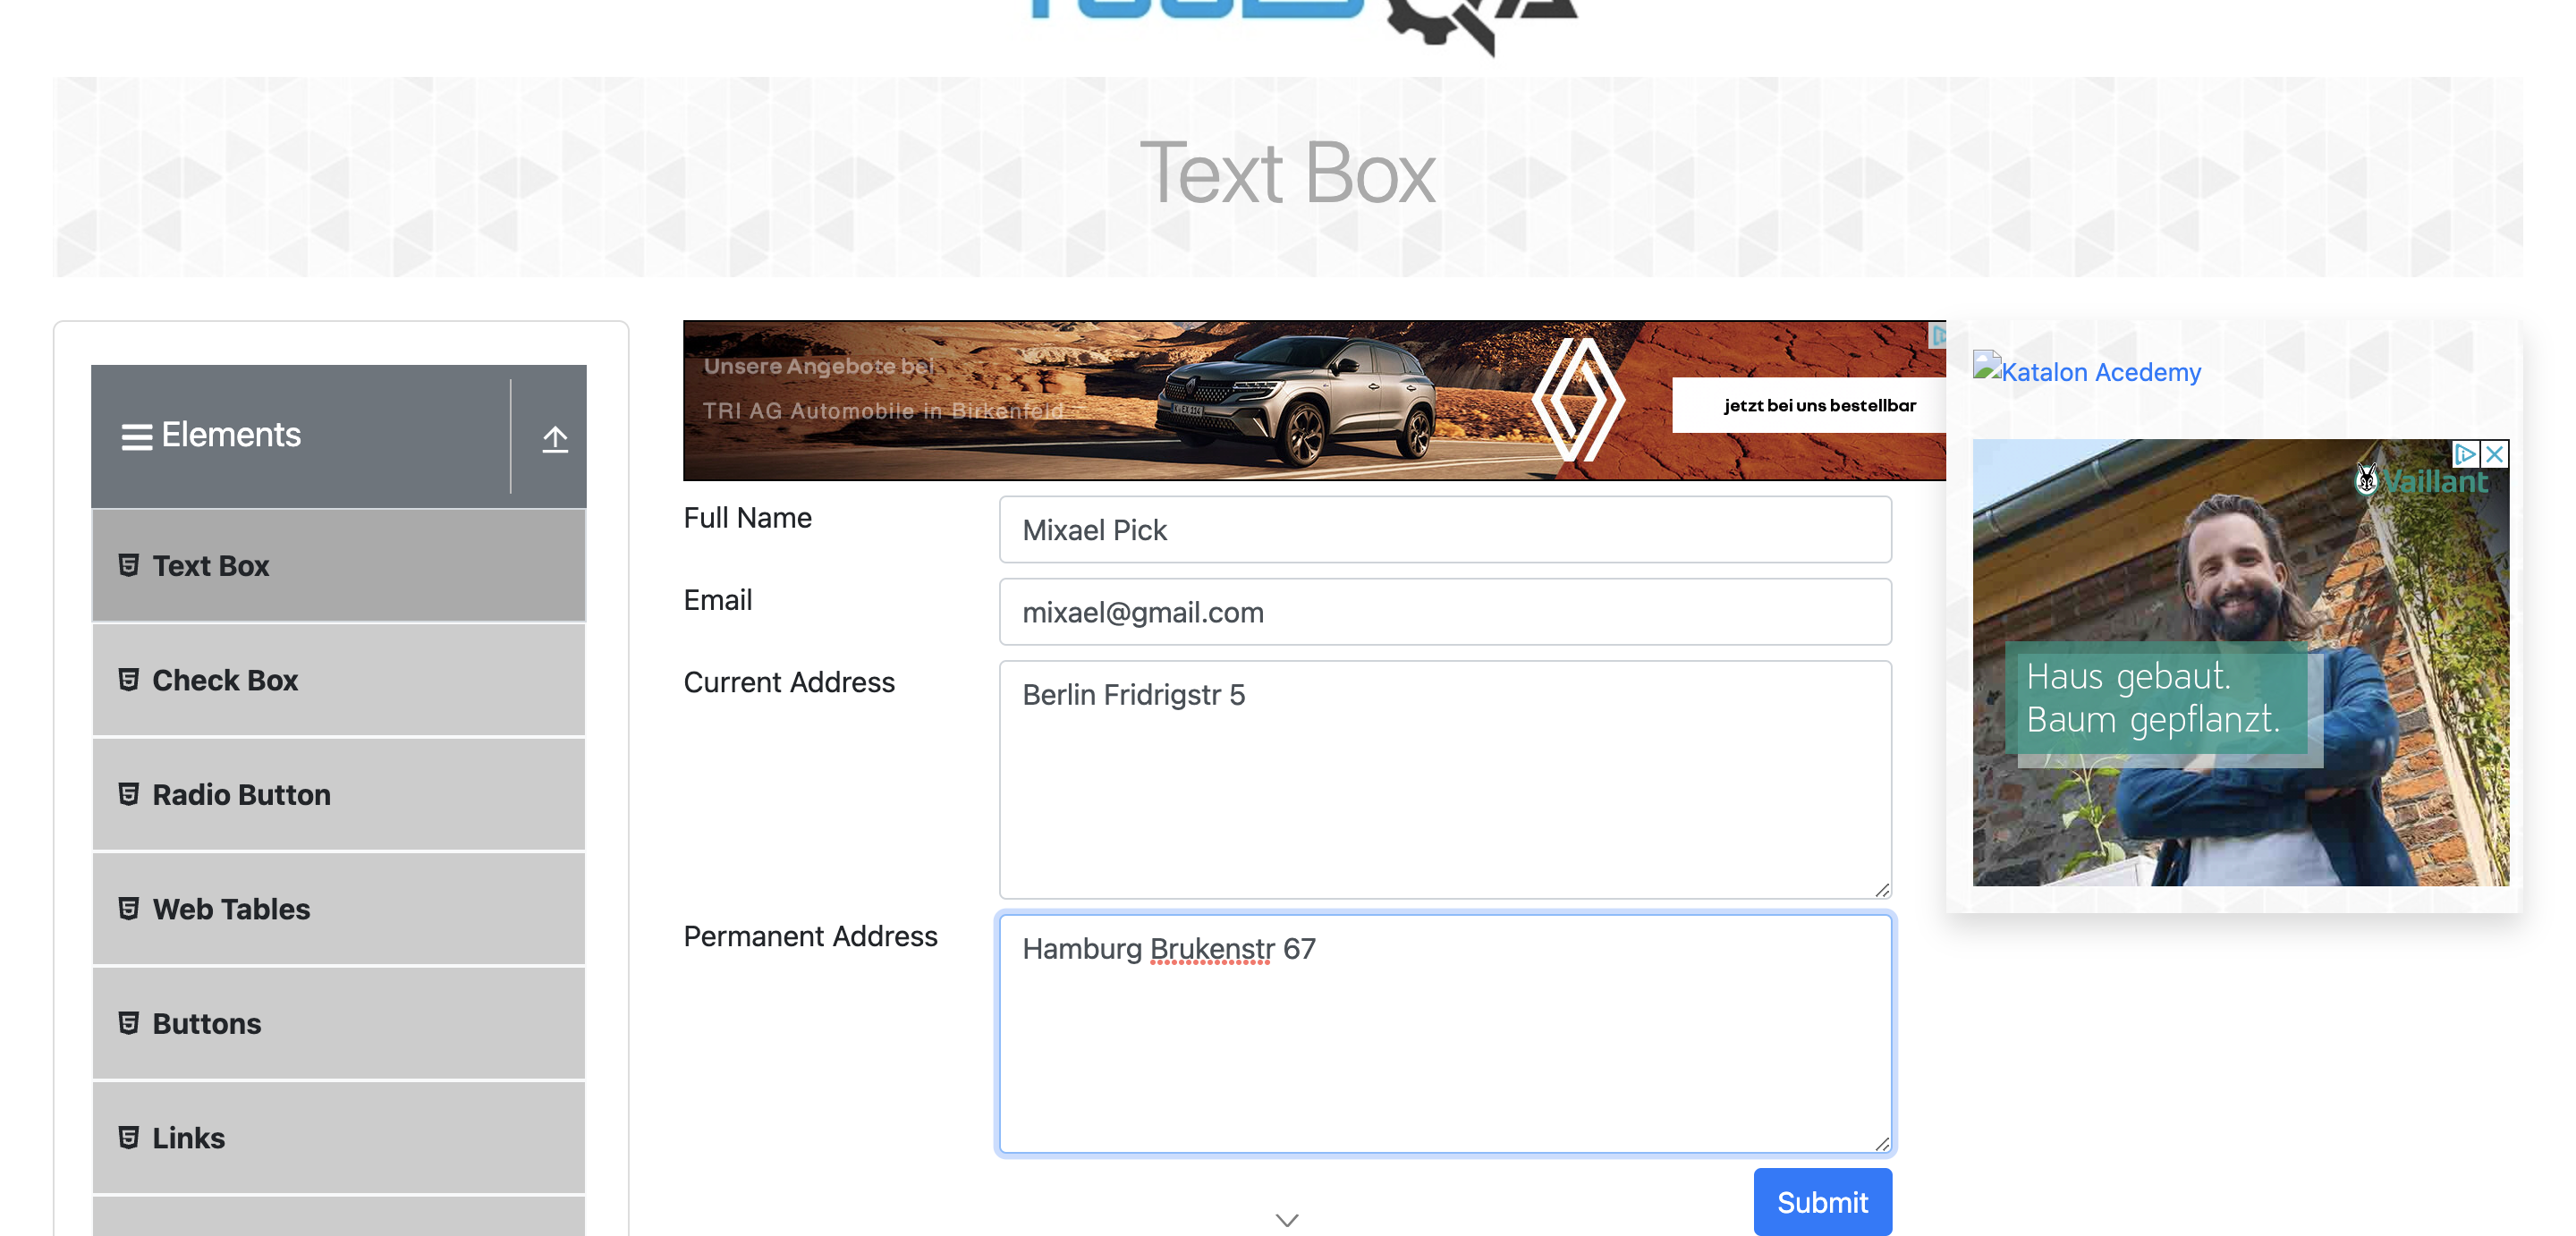 Text Box
Elements
Text Box
Check Box
Radio Button
Web Tables
Buttons
Links
Unsere Angebote bei
TRI AG Automobile in Birkenfeld
jetzt bei uns bestellbar
Full Name
Mixael Pick
Email
mixael@gmail.com
Current Address
Berlin Fridrigstr 5
Permanent Address
Hamburg Brukenstr 67
Submit
Katalon Acedemy
Vaillant
Haus gebaut.
Baum gepflanzt.